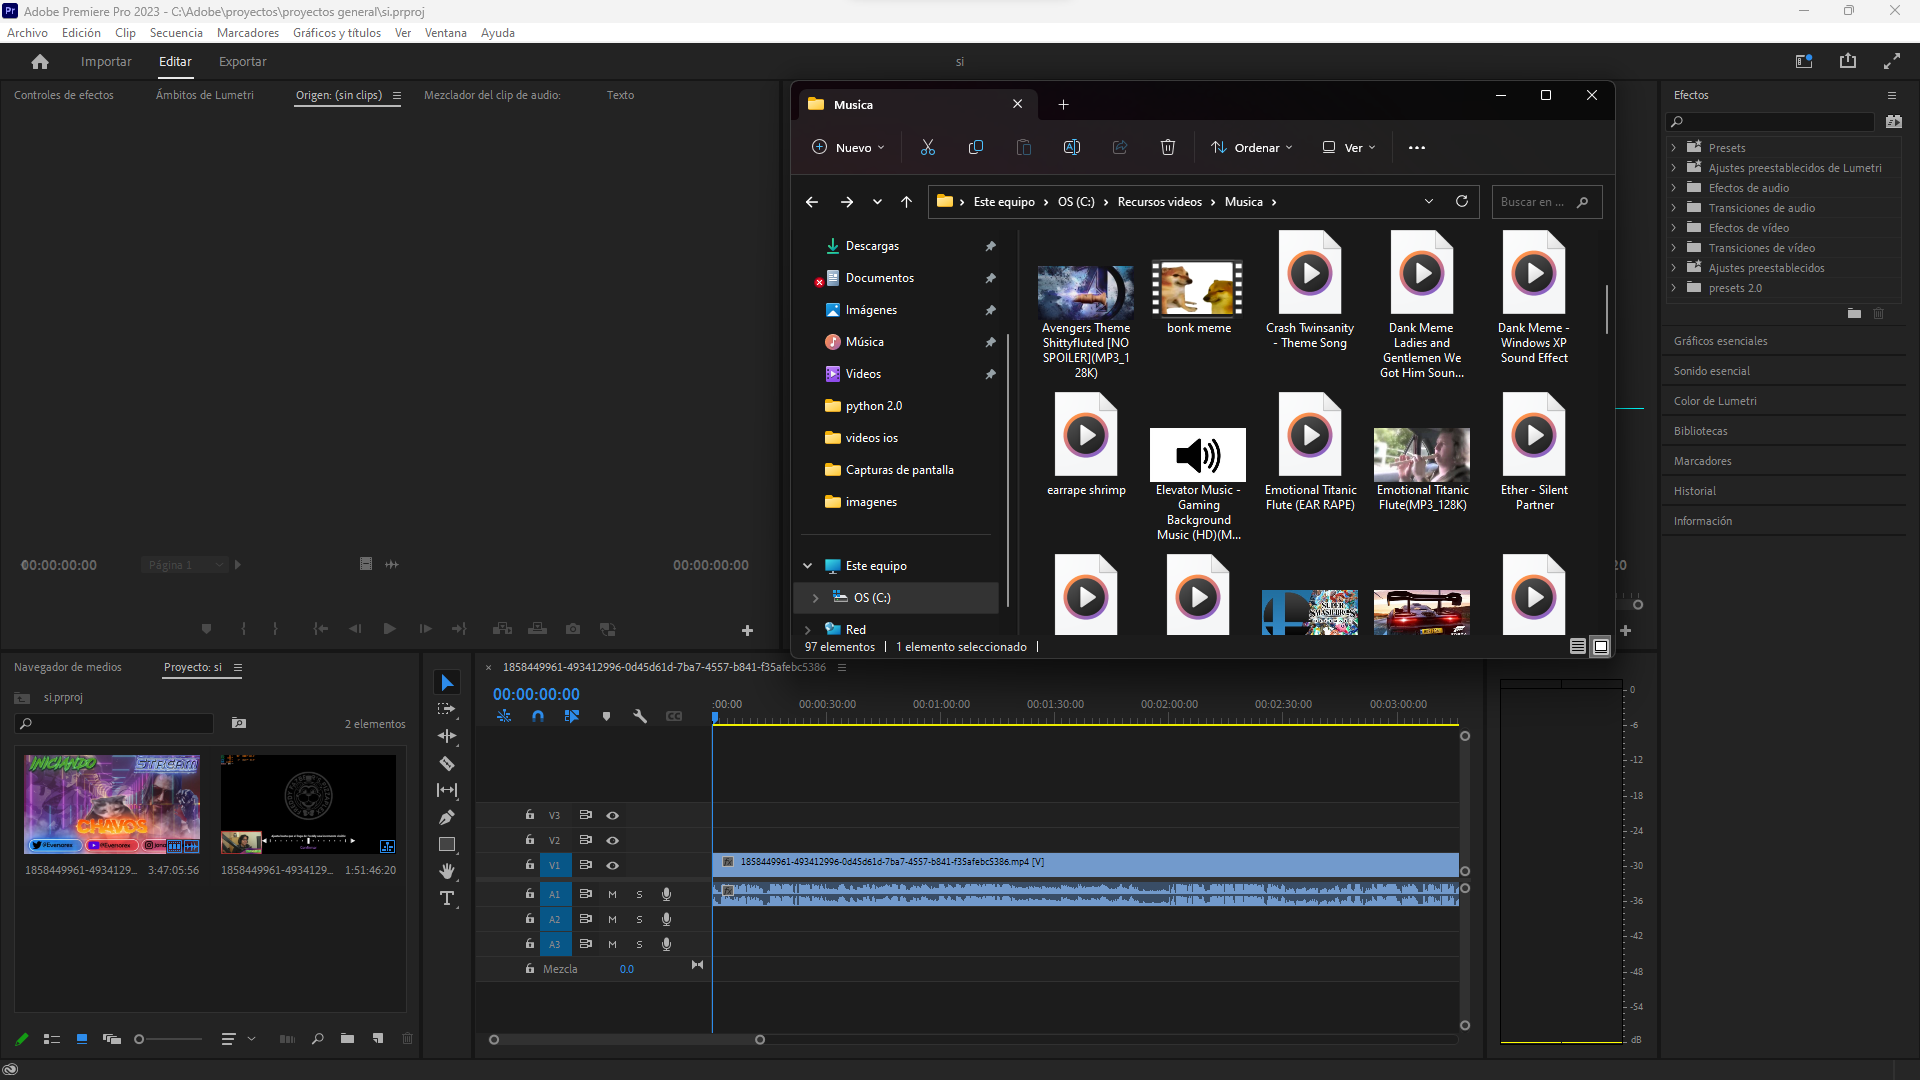 Pr Adobe Premiere Pro 2023 - C:\Adobe\proyectos\proyectos general\si.prproj
Archivo Edición Clip Secuencia Marcadores Gráficos y títulos Ver Ventana Ayuda
Importar Editar Exportar si
Controles de efectos Ámbitos de Lumetri Origen: (sin clips) Mezclador del clip de audio: Texto
00:00:00:00 Página 1 00:00:00:00
Musica
Nuevo Ordenar Ver
Este equipo OS (C:) Recursos videos Musica
Buscar en ...
Descargas
Documentos
Imágenes
Música
Videos
python 2.0
videos ios
Capturas de pantalla
imagenes
Este equipo
OS (C:)
Red
Avengers Theme
Shittyfluted [NO
SPOILER](MP3_1
28K)
bonk meme
Crash Twinsanity
- Theme Song
Dank Meme
Ladies and
Gentlemen We
Got Him Soun...
Dank Meme -
Windows XP
Sound Effect
earrape shrimp
Elevator Music -
Gaming
Background
Music (HD)(M...
Emotional Titanic
Flute (EAR RAPE)
Emotional Titanic
Flute(MP3_128K)
Ether - Silent
Partner
97 elementos 1 elemento seleccionado
20
Efectos
Presets
Ajustes preestablecidos de Lumetri
Efectos de audio
Transiciones de audio
Efectos de vídeo
Transiciones de vídeo
Ajustes preestablecidos
presets 2.0
Gráficos esenciales
Sonido esencial
Color de Lumetri
Bibliotecas
Marcadores
Historial
Información
Navegador de medios Proyecto: si
si.prproj
2 elementos
INICIANDO STREAM
CHAVOS
1858449961-4934129... 3:47:05:56
1858449961-4934129... 1:51:46:20
1858449961-493412996-0d45d61d-7ba7-4557-b841-f35afebc5386
00:00:00:00
:00:00 00:00:30:00 00:01:00:00 00:01:30:00 00:02:00:00 00:02:30:00 00:03:00:00
V3
V2
V1 fx 1858449961-493412996-0d45d61d-7ba7-4557-b841-f35afebc5386.mp4 [V]
A1 M S
A2 M S
A3 M S
Mezcla 0.0
0
-6
-12
-18
-24
-30
-36
-42
-48
-54
dB